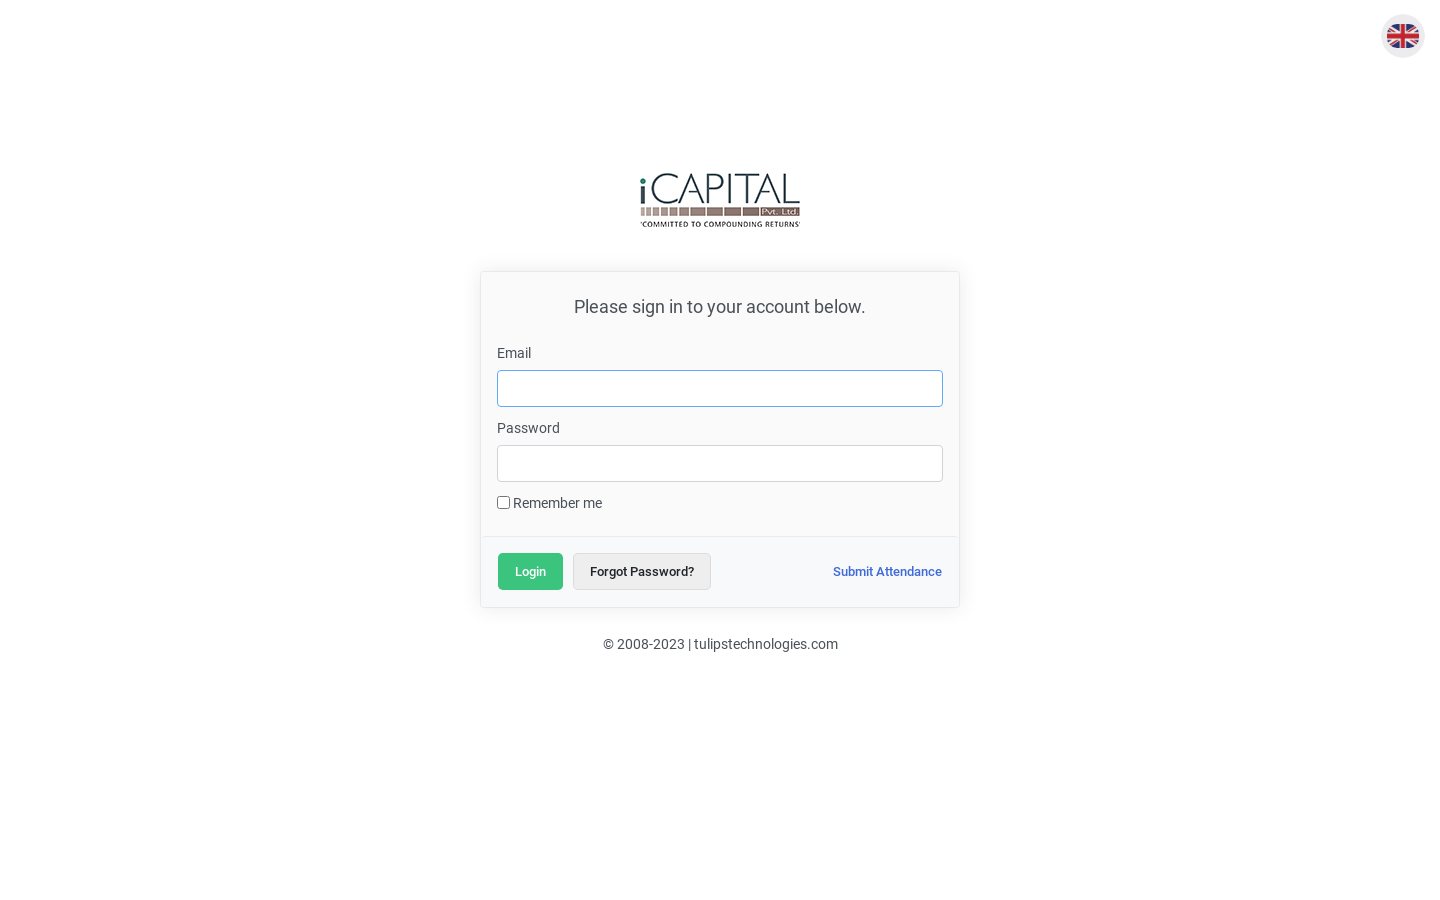 iCAPITAL
Pvt. Ltd.
'COMMITTED TO COMPOUNDING RETURNS'
Please sign in to your account below.
Email
Password
Remember me
Login
Forgot Password?
Submit Attendance
© 2008-2023 | tulipstechnologies.com